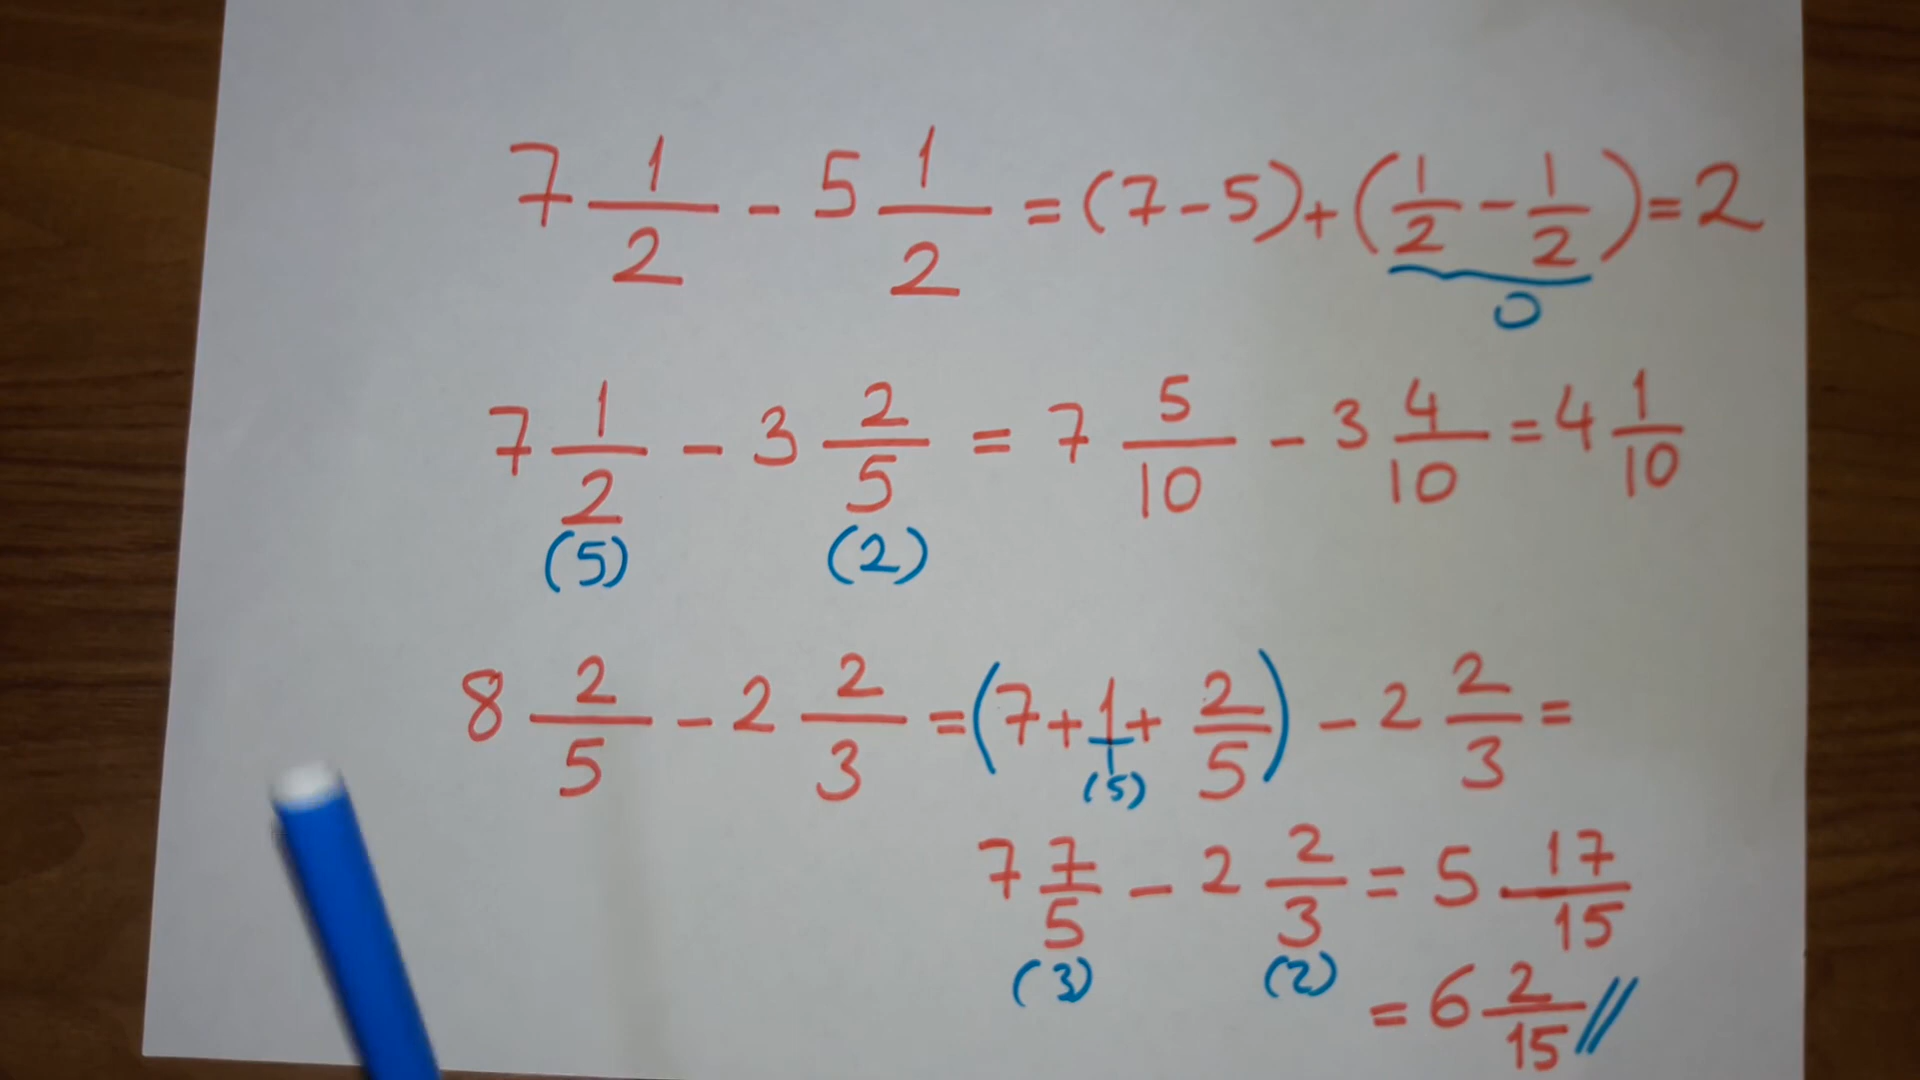 7 1/2 - 5 1/2 = (7 - 5) + (1/2 - 1/2) = 2
0
7 1/2 - 3 2/5 = 7 5/10 - 3 4/10 = 4 1/10
(5) (2)
8 2/5 - 2 2/3 = (7 + 1 + 2/5) - 2 2/3 =
(5)
7 7/5 - 2 2/3 = 5 17/15
(3) (2)
= 6 2/15 //